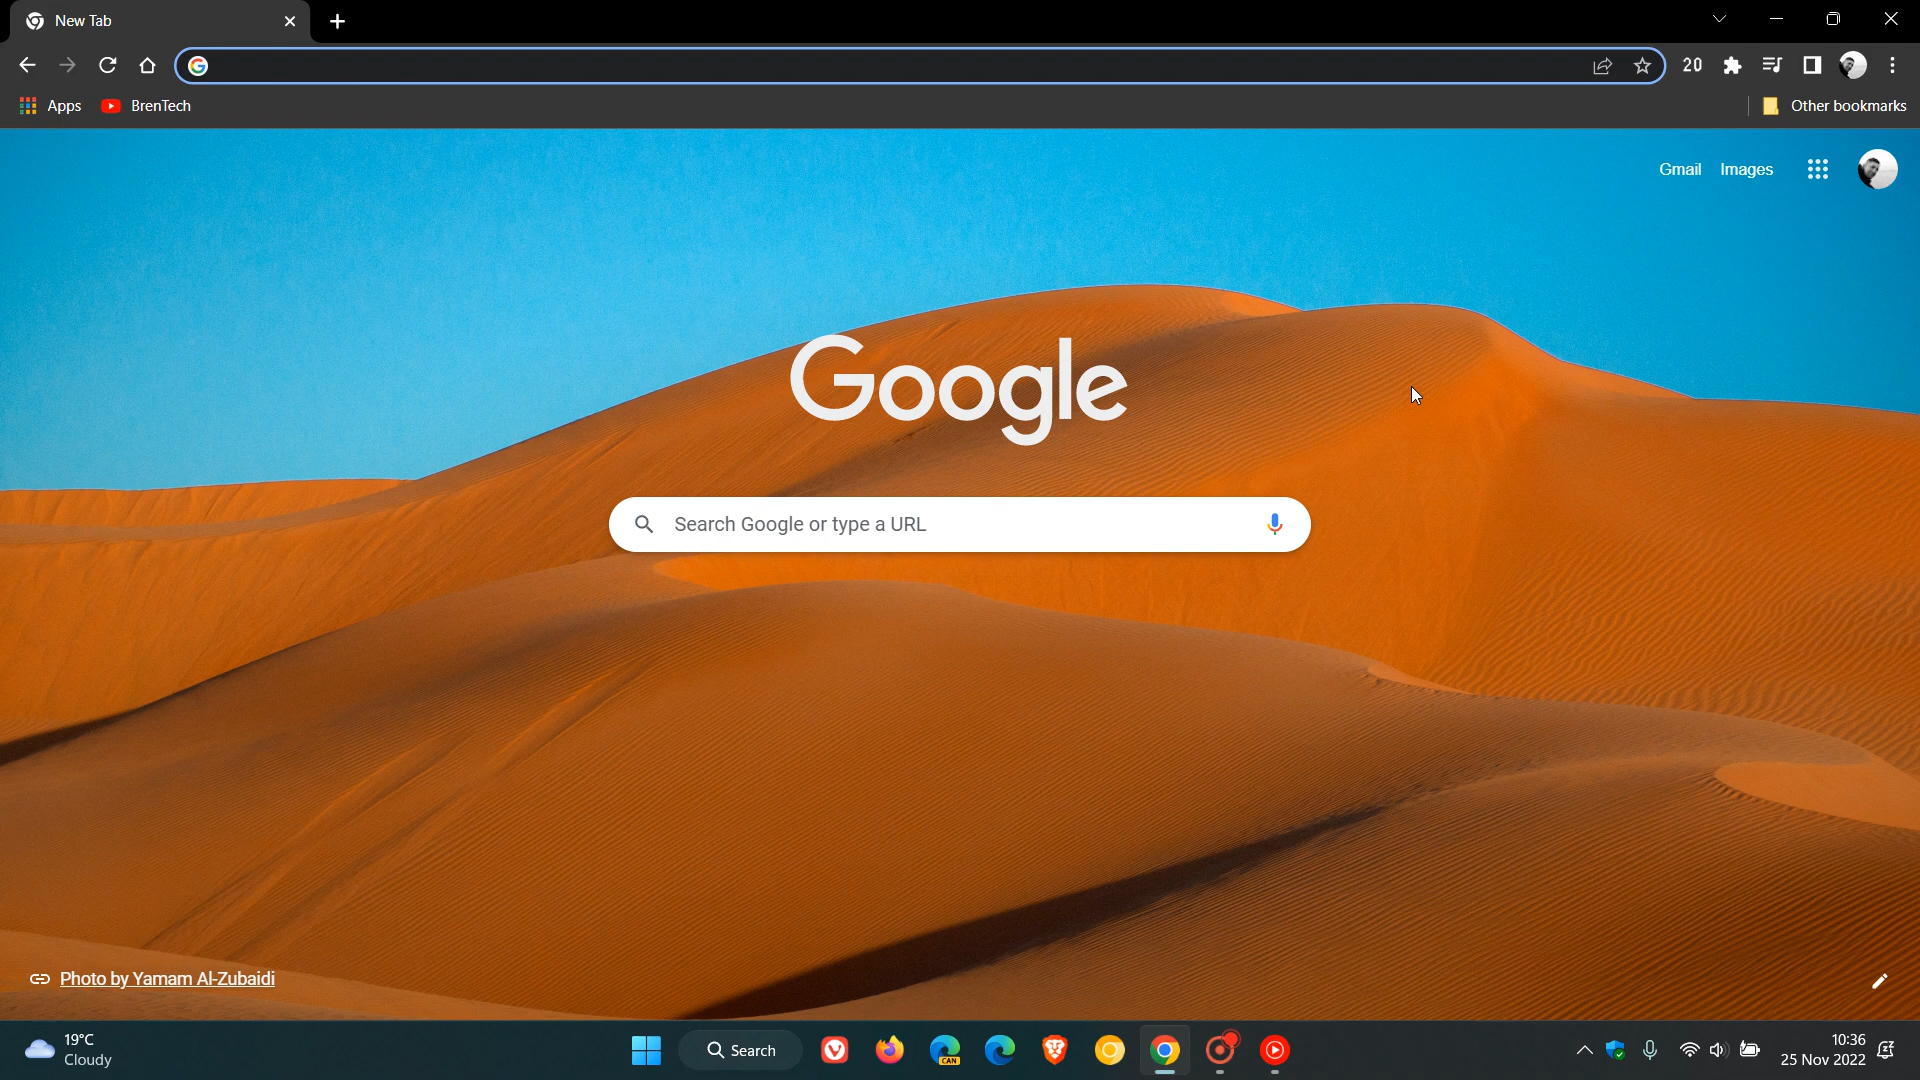 New Tab
20
Apps
BrenTech
Other bookmarks
Gmail
Images
Google
Search Google or type a URL
Photo by Yamam Al-Zubaidi
19°C
Cloudy
Search
CAN
10:36
25 Nov 2022